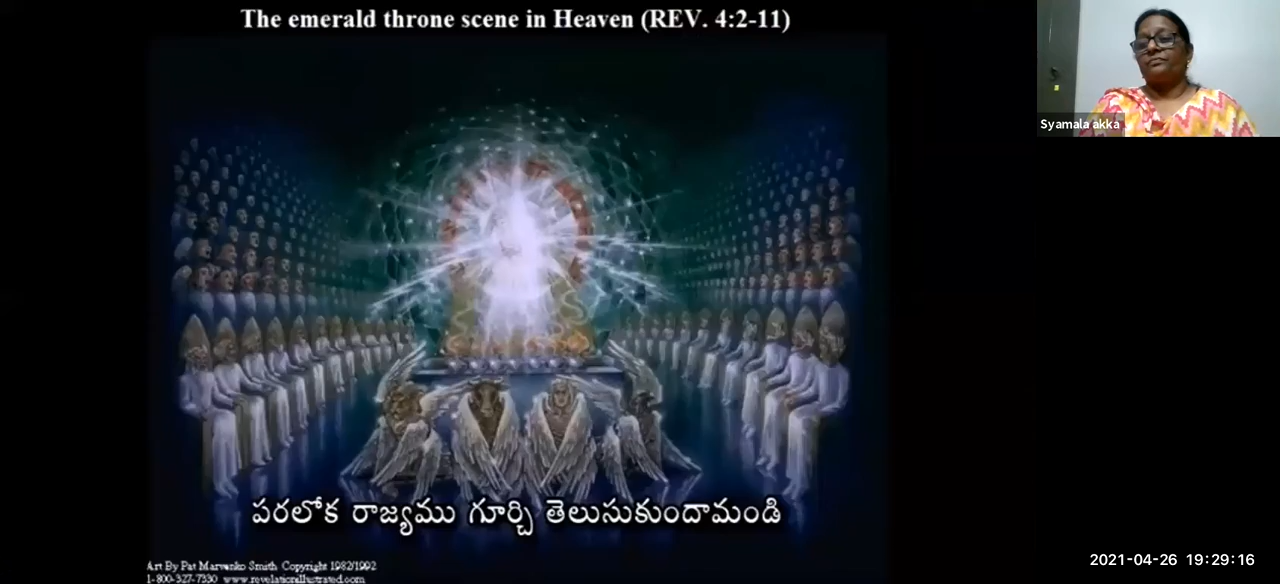 The emerald throne scene in Heaven (REV. 4:2-11)
Syamala akka
పరలోక రాజ్యము గూర్చి తెలుసుకుందామండి
Art By Pat Marvenko Smith Copyright 1982/1992
1-800-327-7330 www.revelationillustrated.com
2021-04-26 19:29:16